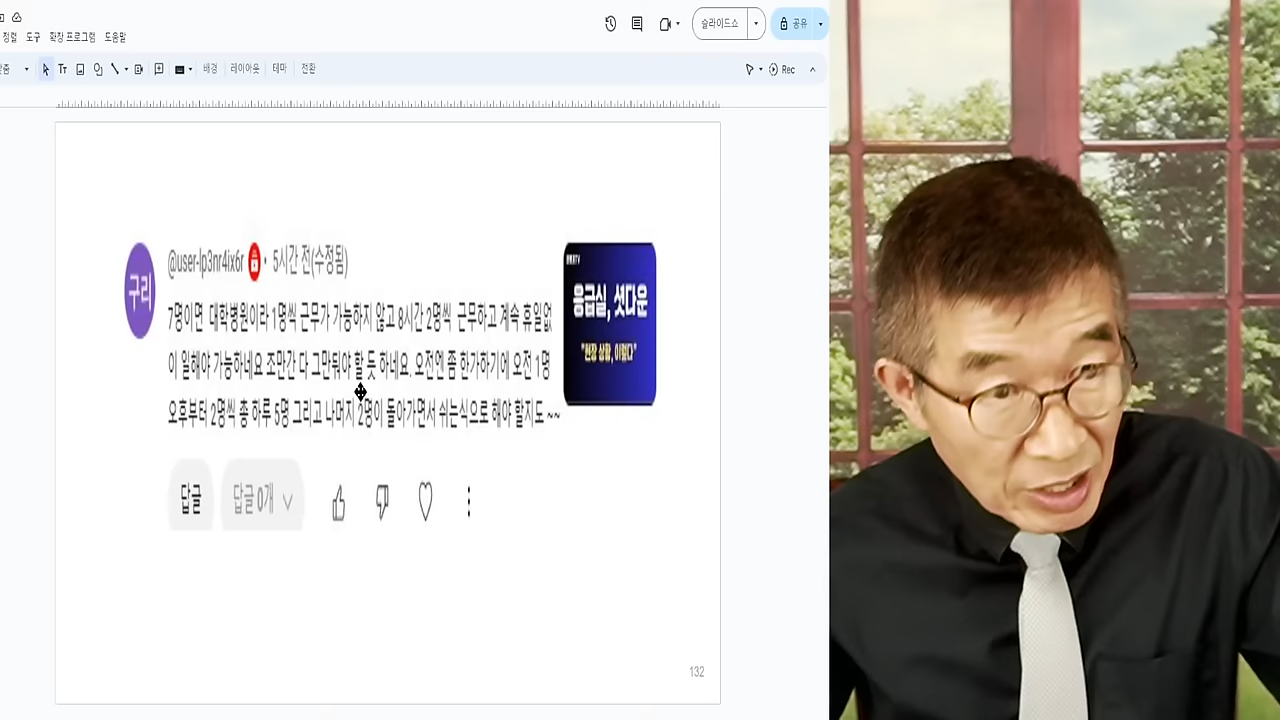 정렬 도구 확장 프로그램 도움말
슬라이드쇼
공유
맞춤
Tт
배경 레이아웃 테마 전환
Rec
구리
@user-lp3nr4ix6r · 5시간 전(수정됨)
7명이면 대학병원이라 1명씩 근무가 가능하지 않고 8시간 2명씩 근무하고 계속 휴일없
이 일해야 가능하네요 조만간 다 그만둬야 할 듯 하네요. 오전엔 좀 한가하기에 오전 1명
오후부터 2명씩 총 하루 5명 그리고 나머지 2명이 돌아가면서 쉬는식으로 해야 할지도 ~~
응급실, 셧다운
"현장 상황, 이렇다"
답글
답글 0개
132